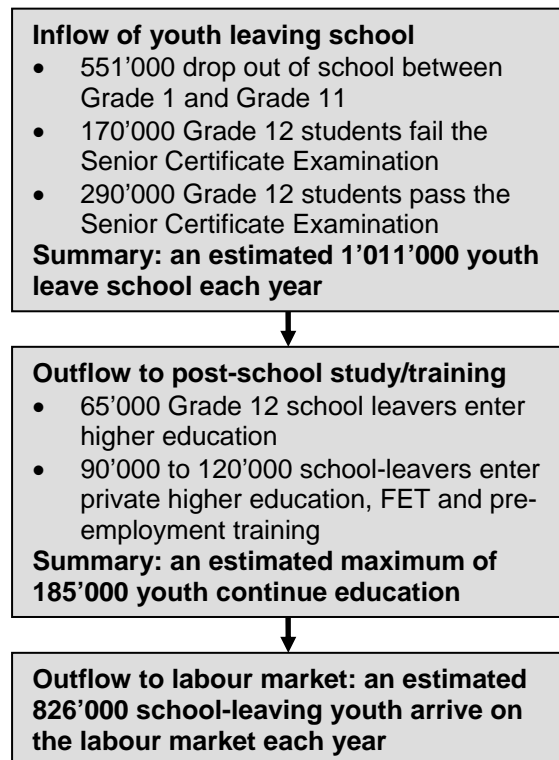 Inflow of youth leaving school
• 551’000 drop out of school between
Grade 1 and Grade 11
• 170’000 Grade 12 students fail the
Senior Certificate Examination
• 290’000 Grade 12 students pass the
Senior Certificate Examination
Summary: an estimated 1’011’000 youth
leave school each year
Outflow to post-school study/training
• 65’000 Grade 12 school leavers enter
higher education
• 90’000 to 120’000 school-leavers enter
private higher education, FET and pre-
employment training
Summary: an estimated maximum of
185’000 youth continue education
Outflow to labour market: an estimated
826’000 school-leaving youth arrive on
the labour market each year